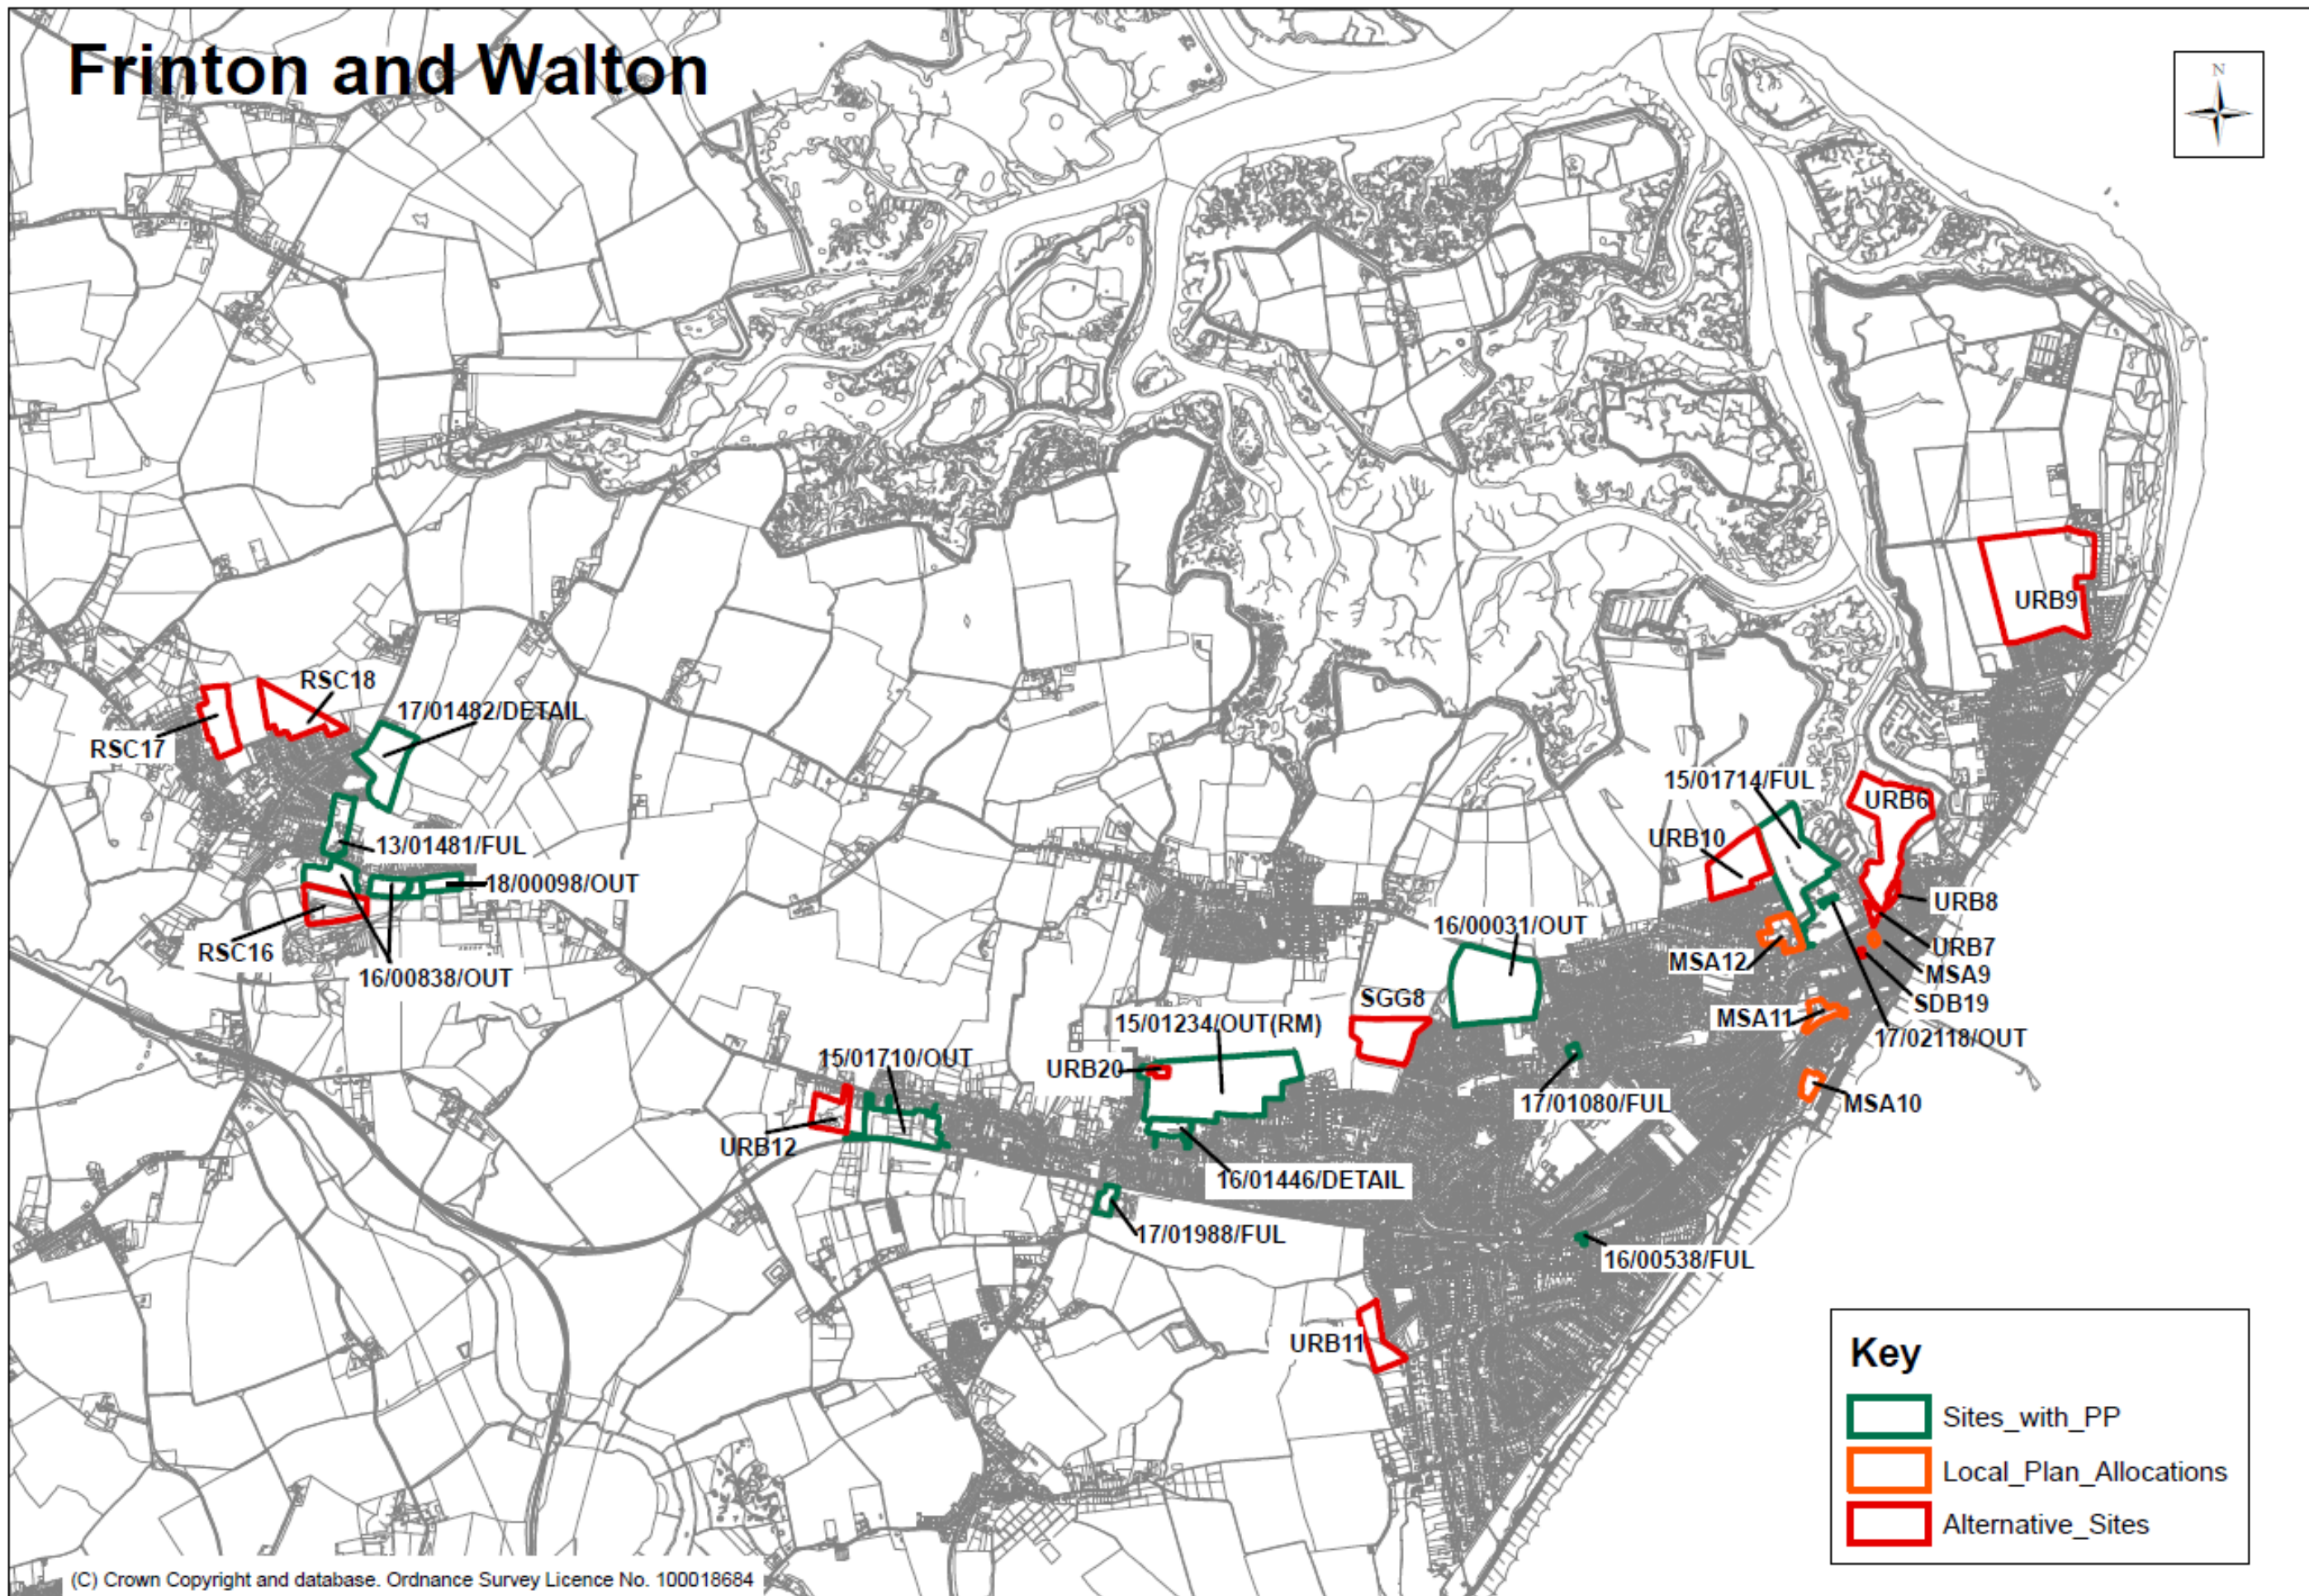 Frinton and Walton
N
URB9
RSC18
17/01482/DETAIL
RSC17
15/01714/FUL
URB6
URB10
13/01481/FUL
18/00098/OUT
URB8
16/00031/OUT
URB7
RSC16
MSA12
MSA9
16/00838/OUT
SGG8
SDB19
15/01234/OUT(RM)
MSA11
17/02118/OUT
15/01710/OUT
URB20
17/01080/FUL
MSA10
URB12
16/01446/DETAIL
17/01988/FUL
16/00538/FUL
URB11
Key
Sites_with_PP
Local_Plan_Allocations
Alternative_Sites
(C) Crown Copyright and database. Ordnance Survey Licence No. 100018684